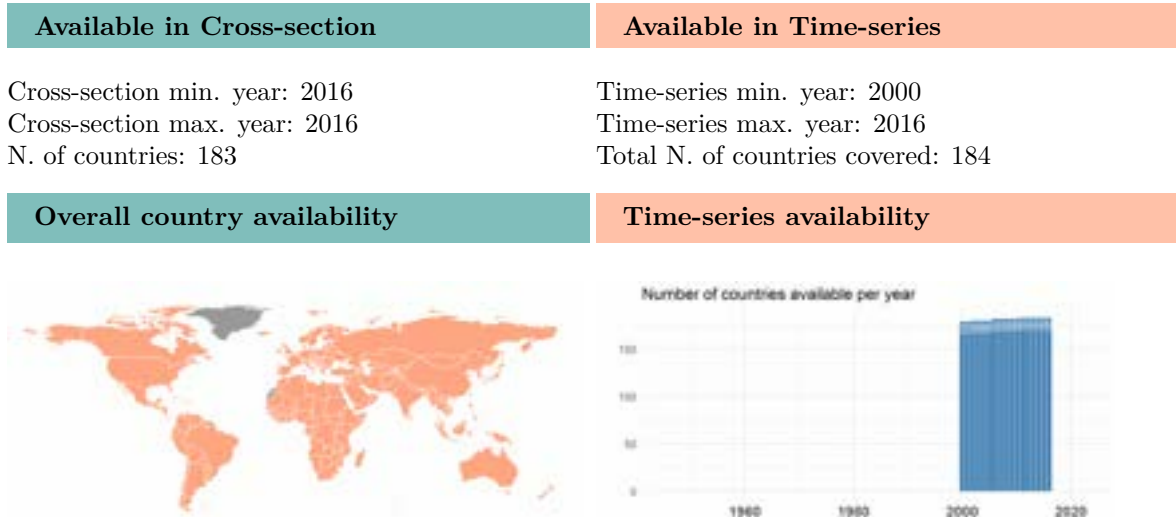 Available in Cross-section
Available in Time-series
Cross-section min. year: 2016
Cross-section max. year: 2016
N. of countries: 183
Time-series min. year: 2000
Time-series max. year: 2016
Total N. of countries covered: 184
Overall country availability
Time-series availability
Number of countries available per year
150
100
50
0
1960
1980
2000
2020